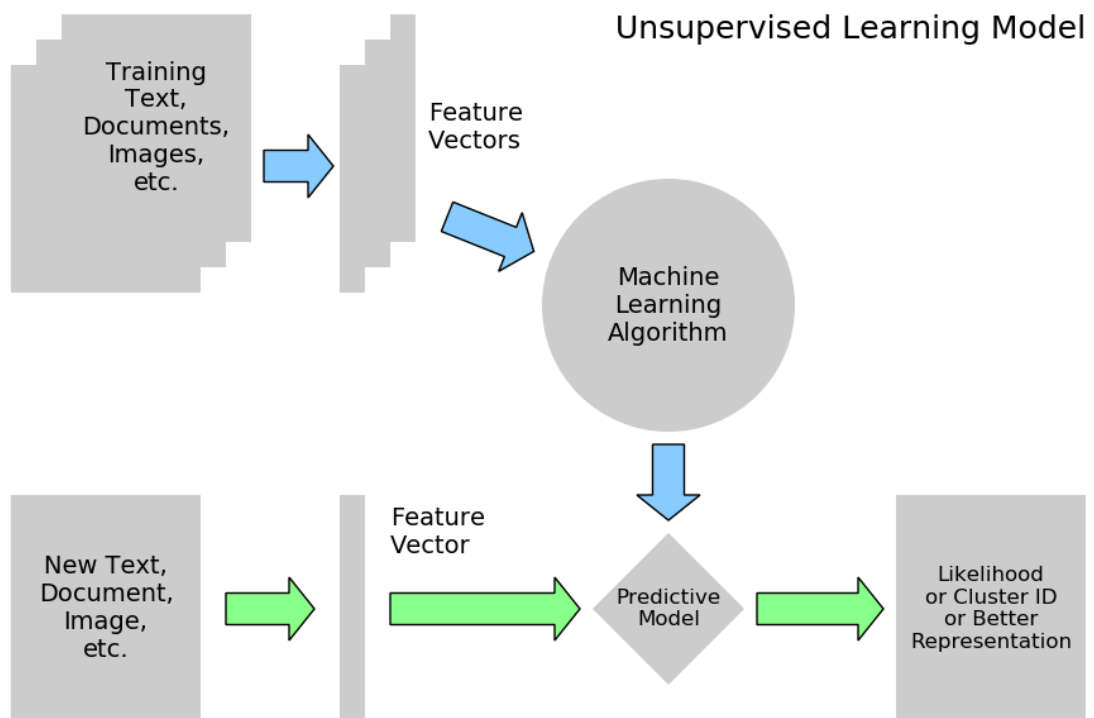 Unsupervised Learning Model
Training
Text,
Documents,
Images,
etc.
Feature
Vectors
Machine
Learning
Algorithm
New Text,
Document,
Image,
etc.
Feature
Vector
Predictive
Model
Likelihood
or Cluster ID
or Better
Representation